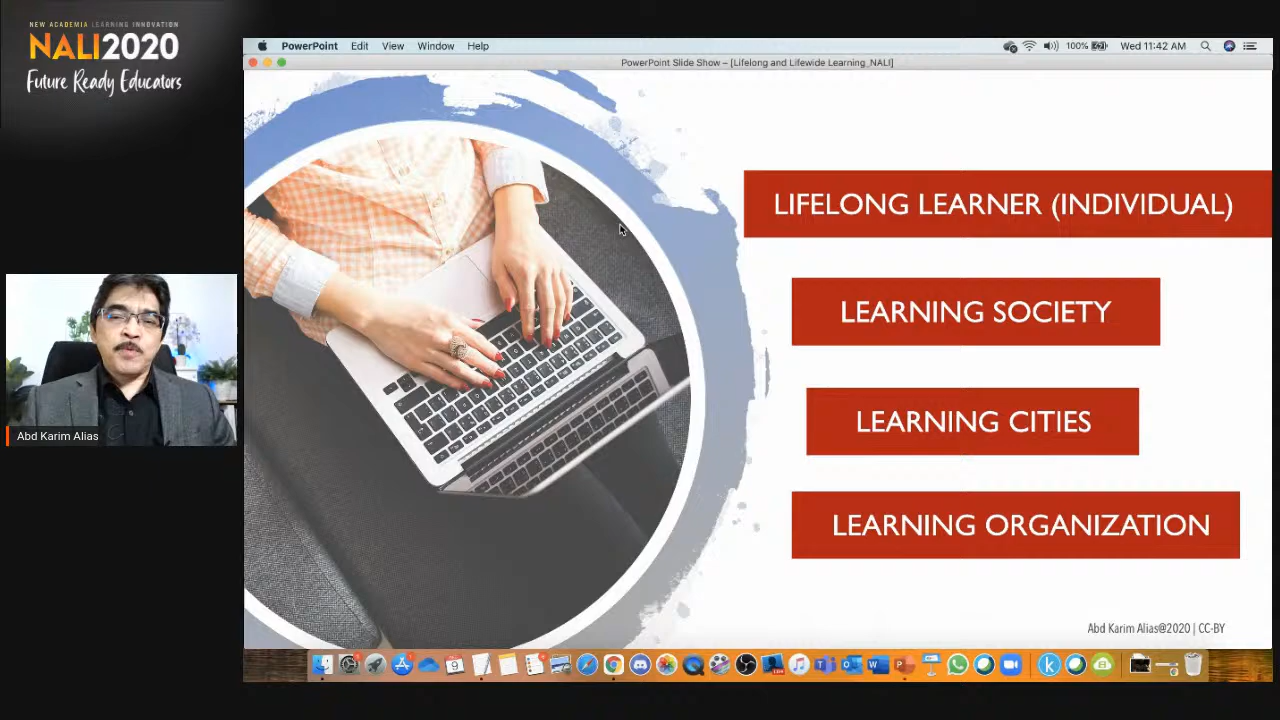 NEW ACADEMIA LEARNING INNOVATION
NALI2020
Future Ready Educators
PowerPoint Edit View Window Help
100% Wed 11:42 AM
PowerPoint Slide Show – [Lifelong and Lifewide Learning_NALI]
LIFELONG LEARNER (INDIVIDUAL)
LEARNING SOCIETY
LEARNING CITIES
LEARNING ORGANIZATION
Abd Karim Alias
Abd Karim Alias@2020 | CC-BY